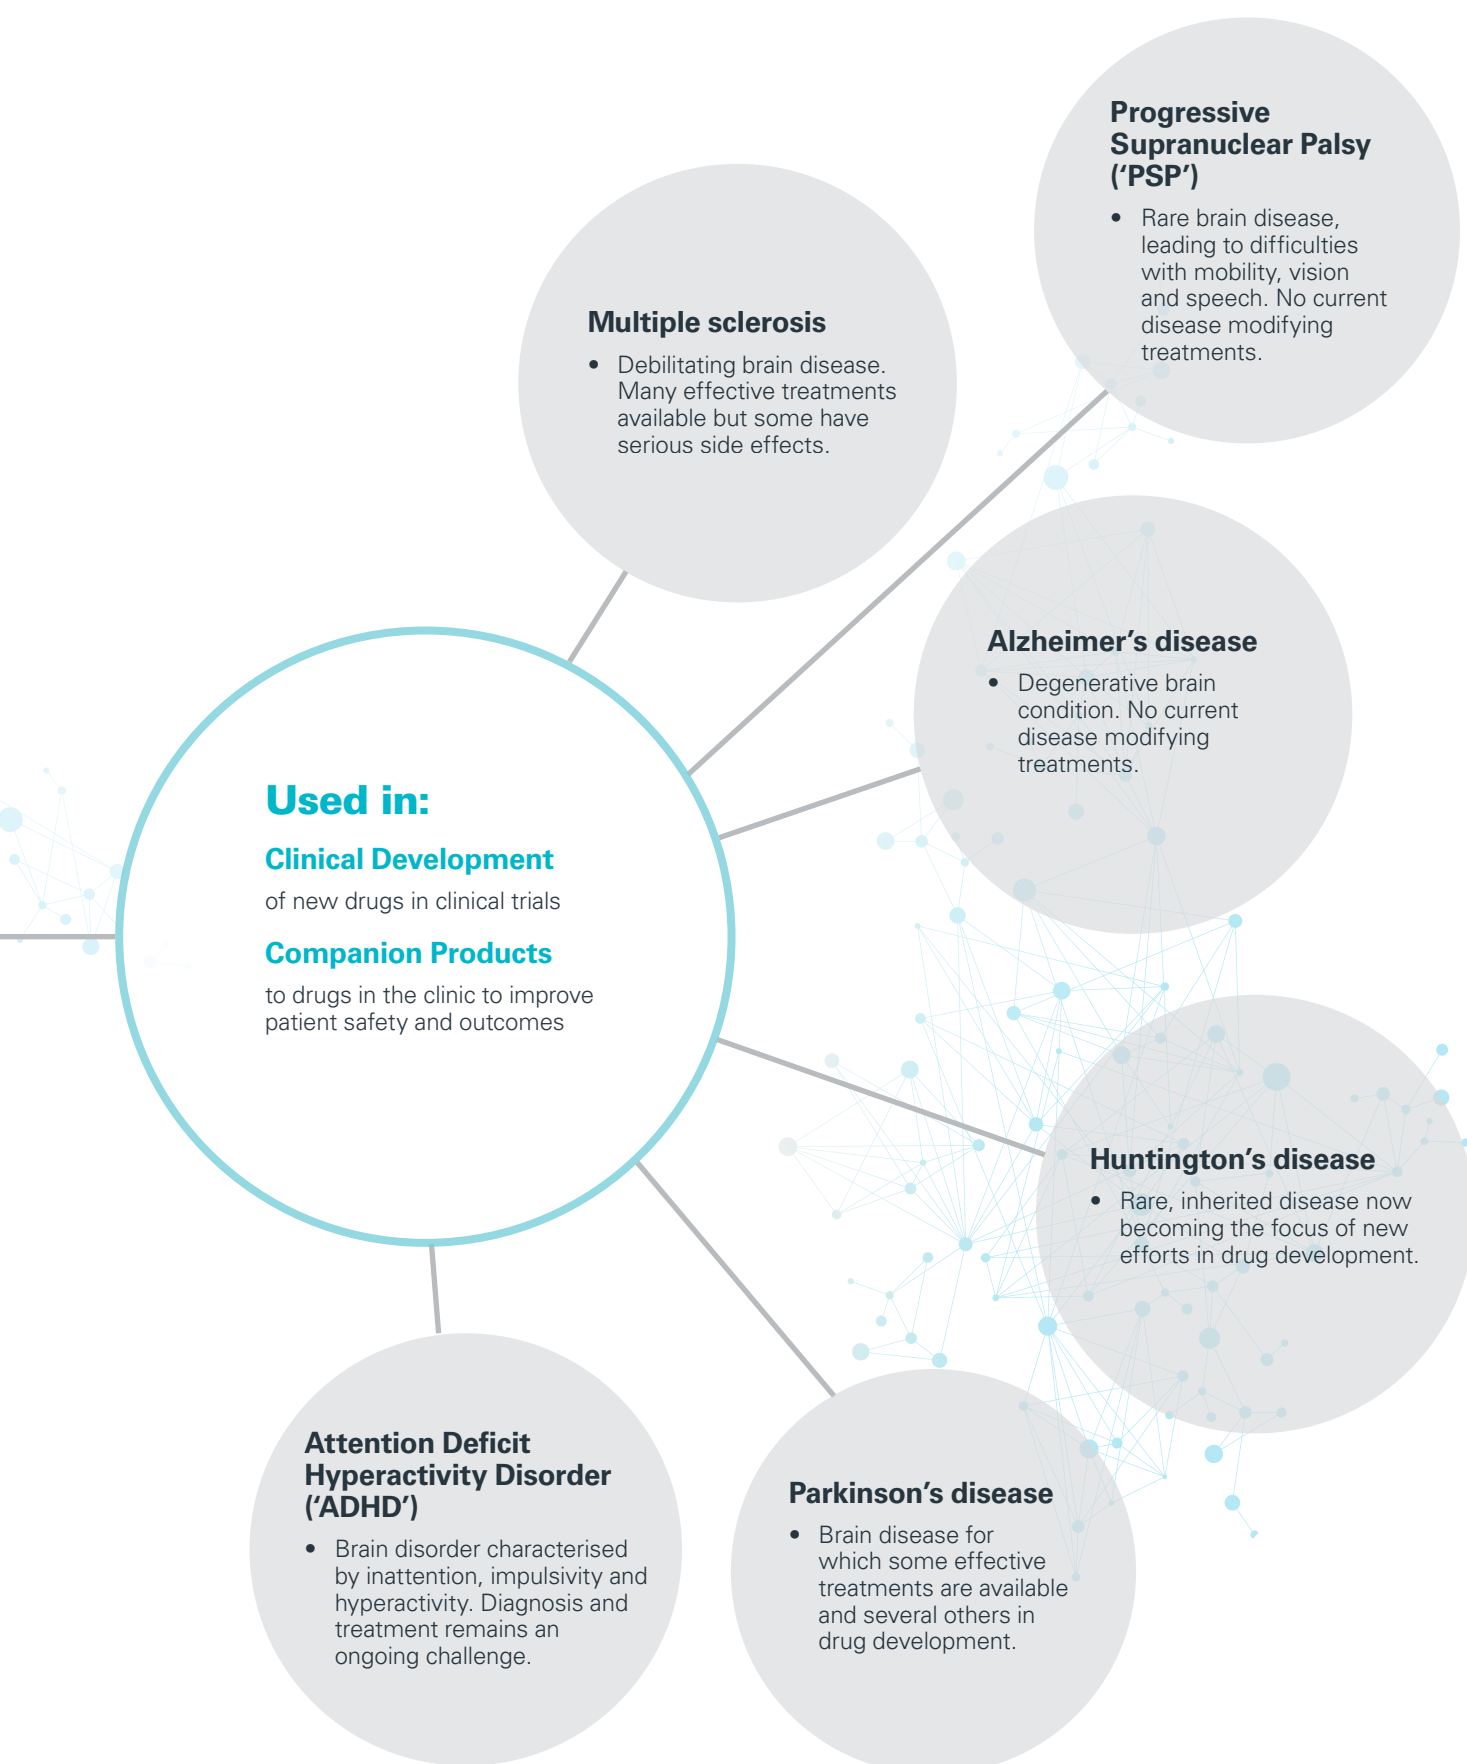 Progressive
Supranuclear Palsy
(‘PSP’)
• Rare brain disease,
leading to difficulties
with mobility, vision
and speech. No current
disease modifying
treatments.
Multiple sclerosis
• Debilitating brain disease.
Many effective treatments
available but some have
serious side effects.
Alzheimer’s disease
• Degenerative brain
condition. No current
disease modifying
treatments.
Used in:
Clinical Development
of new drugs in clinical trials
Companion Products
to drugs in the clinic to improve
patient safety and outcomes
Huntington’s disease
• Rare, inherited disease now
becoming the focus of new
efforts in drug development.
Attention Deficit
Hyperactivity Disorder
(‘ADHD’)
• Brain disorder characterised
by inattention, impulsivity and
hyperactivity. Diagnosis and
treatment remains an
ongoing challenge.
Parkinson’s disease
• Brain disease for
which some effective
treatments are available
and several others in
drug development.